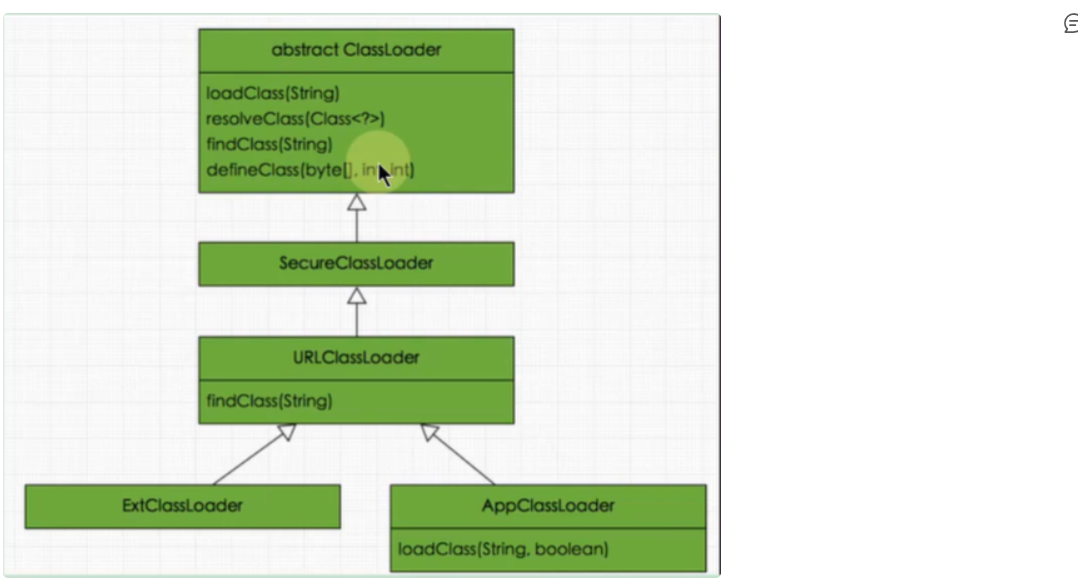 abstract ClassLoader
loadClass(String)
resolveClass(Class<?>)
findClass(String)
defineClass(byte[], int, int)
SecureClassLoader
URLClassLoader
findClass(String)
ExtClassLoader
AppClassLoader
loadClass(String, boolean)